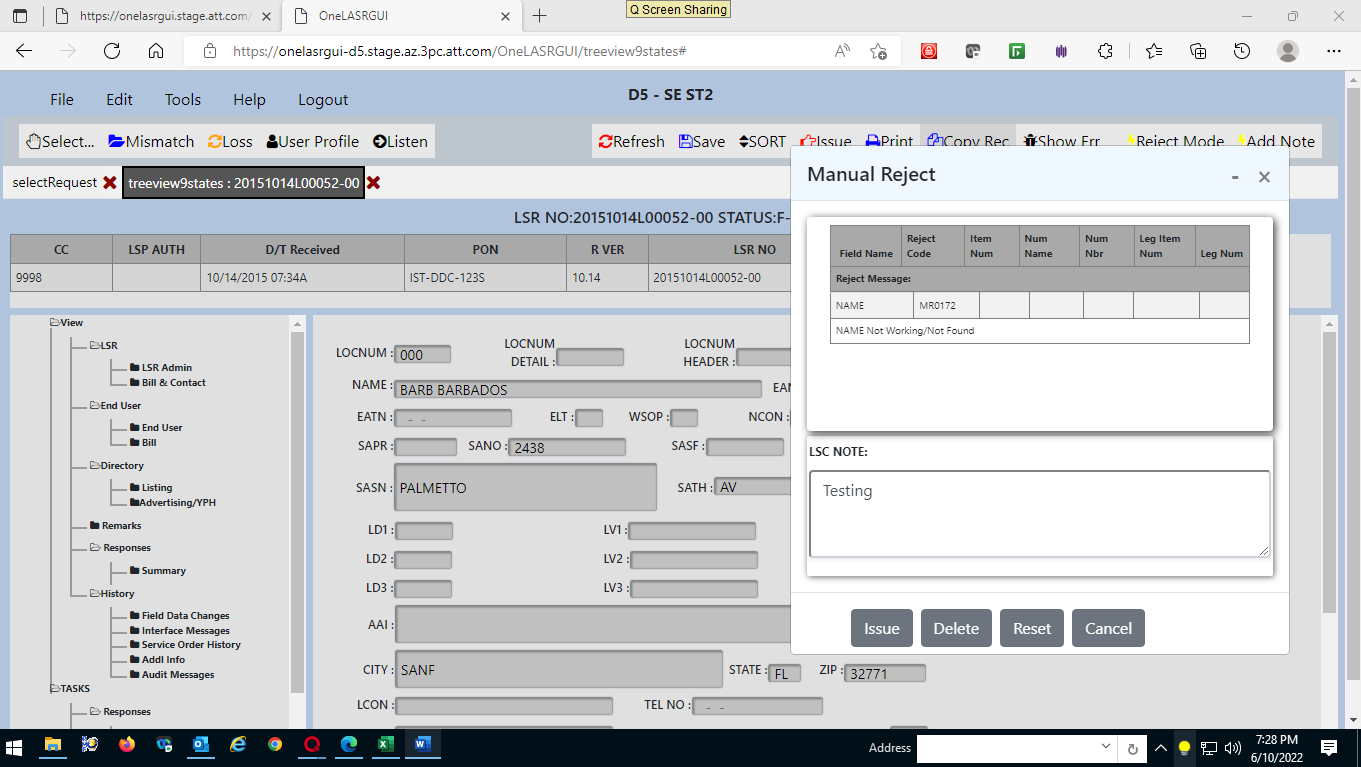 Q Screen Sharing
https://onelasrgui.stage.att.com/
OneLASRGUI
https://onelasrgui-d5.stage.az.3pc.att.com/OneLASRGUI/treeview9states#
File Edit Tools Help Logout
D5 - SE ST2
Select... Mismatch Loss User Profile Listen
Refresh Save SORT Issue Print Copy Rec Show Err Reject Mode Add Note
selectRequest
treeview9states : 20151014L00052-00
LSR NO:20151014L00052-00 STATUS:F-
CC LSP AUTH D/T Received PON R VER LSR NO
9998 10/14/2015 07:34A IST-DDC-123S 10.14 20151014L00052-00
View
LSR
LSR Admin
Bill & Contact
End User
End User
Bill
Directory
Listing
Advertising/YPH
Remarks
Responses
Summary
History
Field Data Changes
Interface Messages
Service Order History
Addl Info
Audit Messages
TASKS
Responses
LOCNUM : 000
LOCNUM DETAIL :
LOCNUM HEADER :
NAME : BARB BARBADOS
EATN : - -
ELT :
WSOP :
NCON :
SAPR :
SANO : 2438
SASF :
SASN : PALMETTO
SATH : AV
LD1 :
LV1 :
LD2 :
LV2 :
LD3 :
LV3 :
AAI :
CITY : SANF
STATE : FL
ZIP : 32771
LCON :
TEL NO : - -
Manual Reject
Field Name Reject Code Item Num Num Name Num Nbr Leg Item Num Leg Num
Reject Message:
NAME MR0172
NAME Not Working/Not Found
LSC NOTE:
Testing
Issue Delete Reset Cancel
Address
7:28 PM
6/10/2022